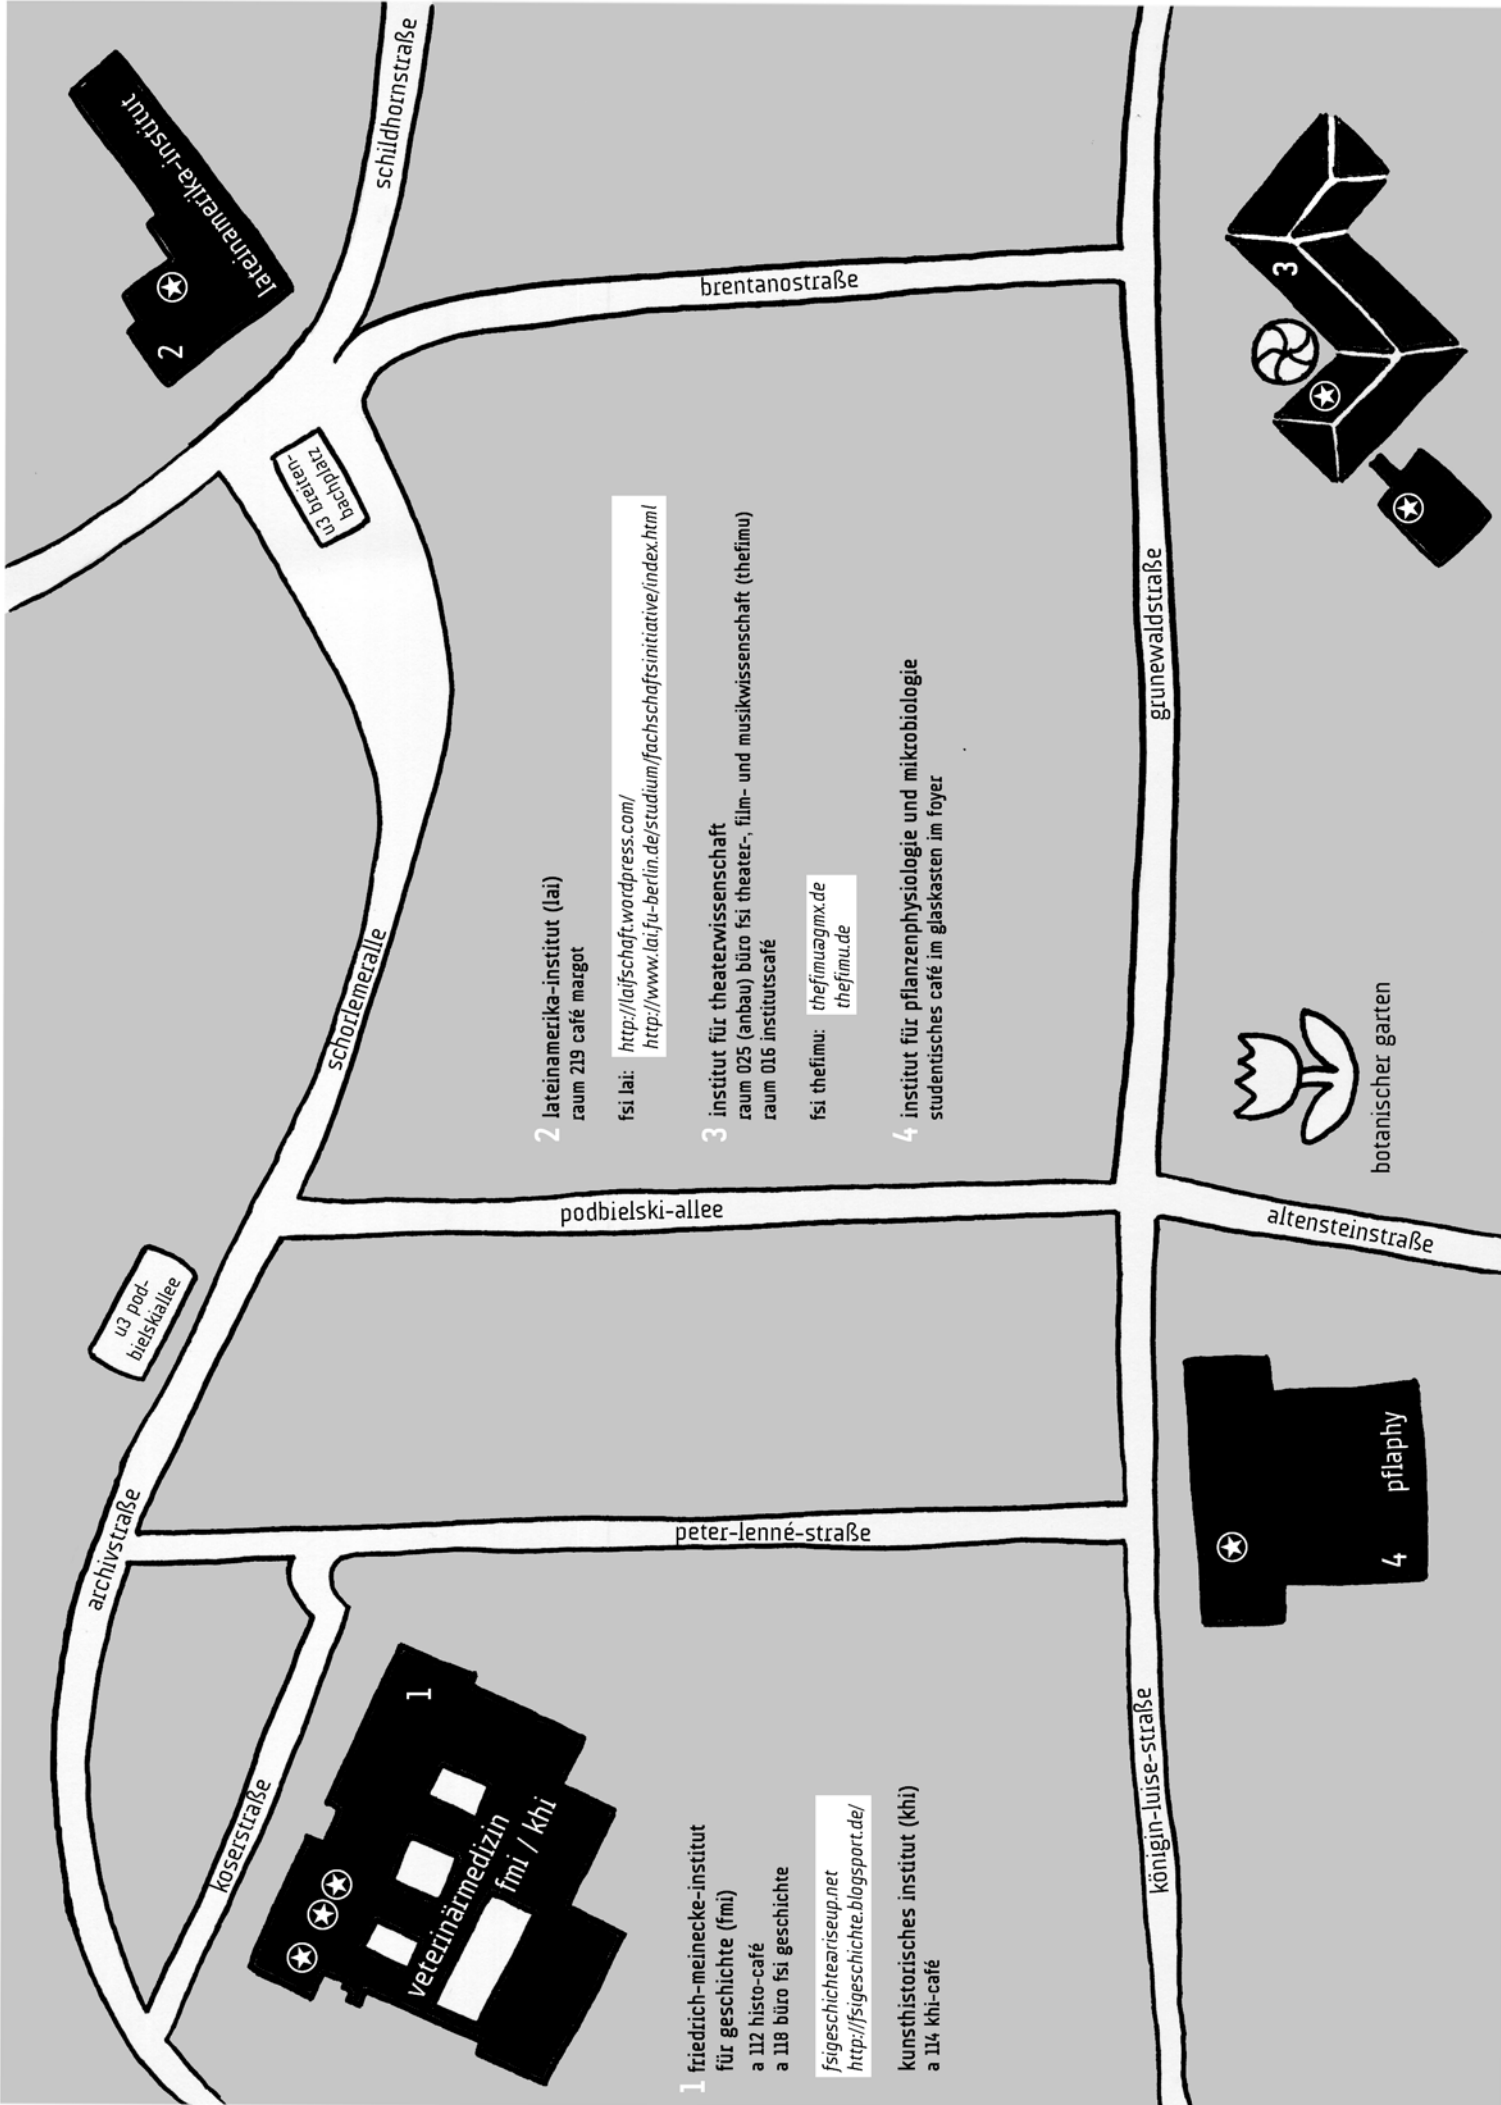 archivstraße
koserstraße
u3 pod-
bielskiallee
schorlemeralle
u3 breiten-
bachplatz
2
lateinamerika-institut
schildhornstraße
1
veterinärmedizin
fmi / khi
peter-lenné-straße
podbielski-allee
brentanostraße
1 friedrich-meinecke-institut
für geschichte (fmi)
a 112 histo-café
a 118 büro fsi geschichte
fsigeschichte@riseup.net
http://fsigeschichte.blogsport.de/
kunsthistorisches institut (khi)
a 114 khi-café
2 lateinamerika-institut (lai)
raum 219 café margot
fsi lai: http://laifschaft.wordpress.com/
http://www.lai.fu-berlin.de/studium/fachschaftsinitiative/index.html
3 institut für theaterwissenschaft
raum 025 (anbau) büro fsi theater-, film- und musikwissenschaft (thefimu)
raum 016 institutscafé
fsi thefimu: thefimu@gmx.de
thefimu.de
4 institut für pflanzenphysiologie und mikrobiologie
studentisches café im glaskasten im foyer
königin-luise-straße
grunewaldstraße
altensteinstraße
4 pflaphy
botanischer garten
3